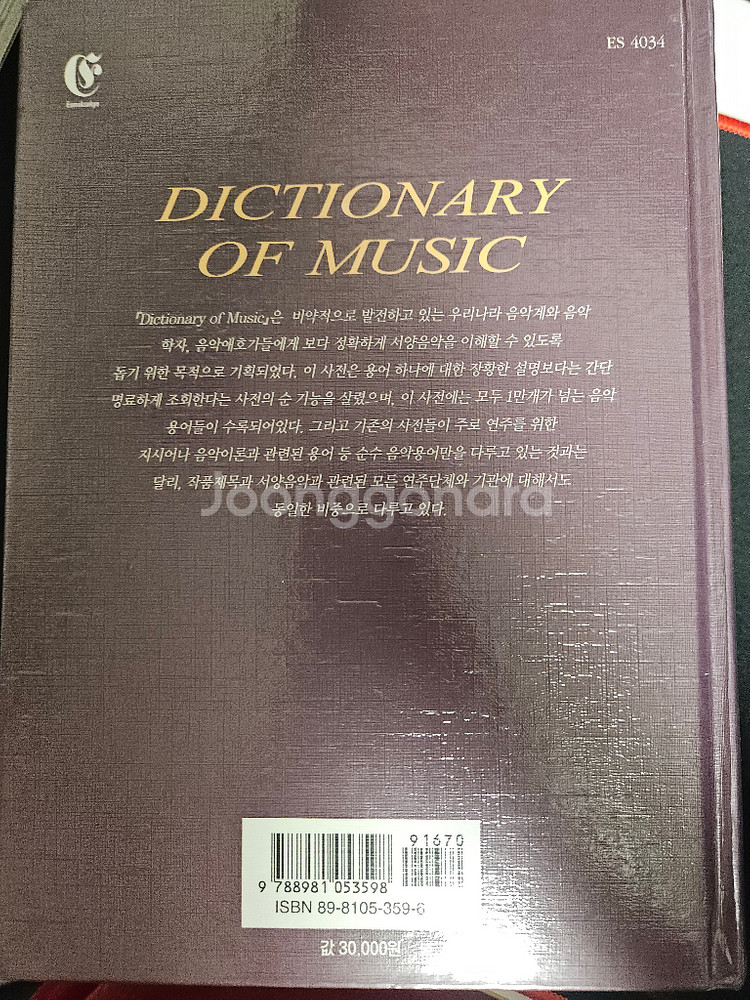 ES 4034
DICTIONARY
OF MUSIC
『Dictionary of Music』은 비약적으로 발전하고 있는 우리나라 음악계와 음악
학자, 음악애호가들에게 보다 정확하게 서양음악을 이해할 수 있도록
돕기 위한 목적으로 기획되었다. 이 사전은 용어 하나에 대한 장황한 설명보다는 간단
명료하게 조회한다는 사전의 순 기능을 살렸으며, 이 사전에는 모두 1만개가 넘는 음악
용어들이 수록되어있다. 그리고 기존의 사전들이 주로 연주를 위한
지시어나 음악이론과 관련된 용어 등 순수 음악용어만을 다루고 있는 것과는
달리, 작품제목과 서양음악과 관련된 모든 연주단체와 기관에 대해서도
동일한 비중으로 다루고 있다.
Joonggonara
91670
9 788981 053598
ISBN 89-8105-359-6
값 30,000원